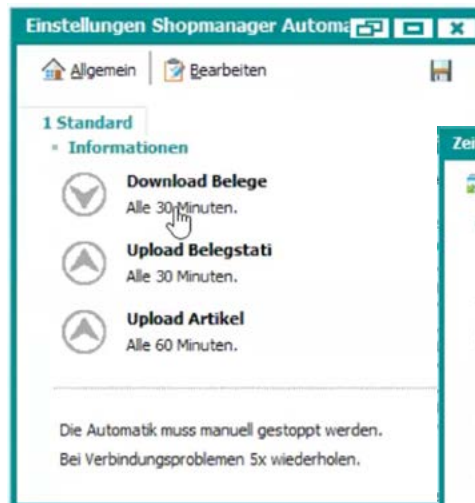 Einstellungen Shopmanager Automa
Allgemein Bearbeiten
1 Standard
Informationen
Download Belege
Alle 30 Minuten.
Upload Belegstati
Alle 30 Minuten.
Upload Artikel
Alle 60 Minuten.
Die Automatik muss manuell gestoppt werden.
Bei Verbindungsproblemen 5x wiederholen.
Zei